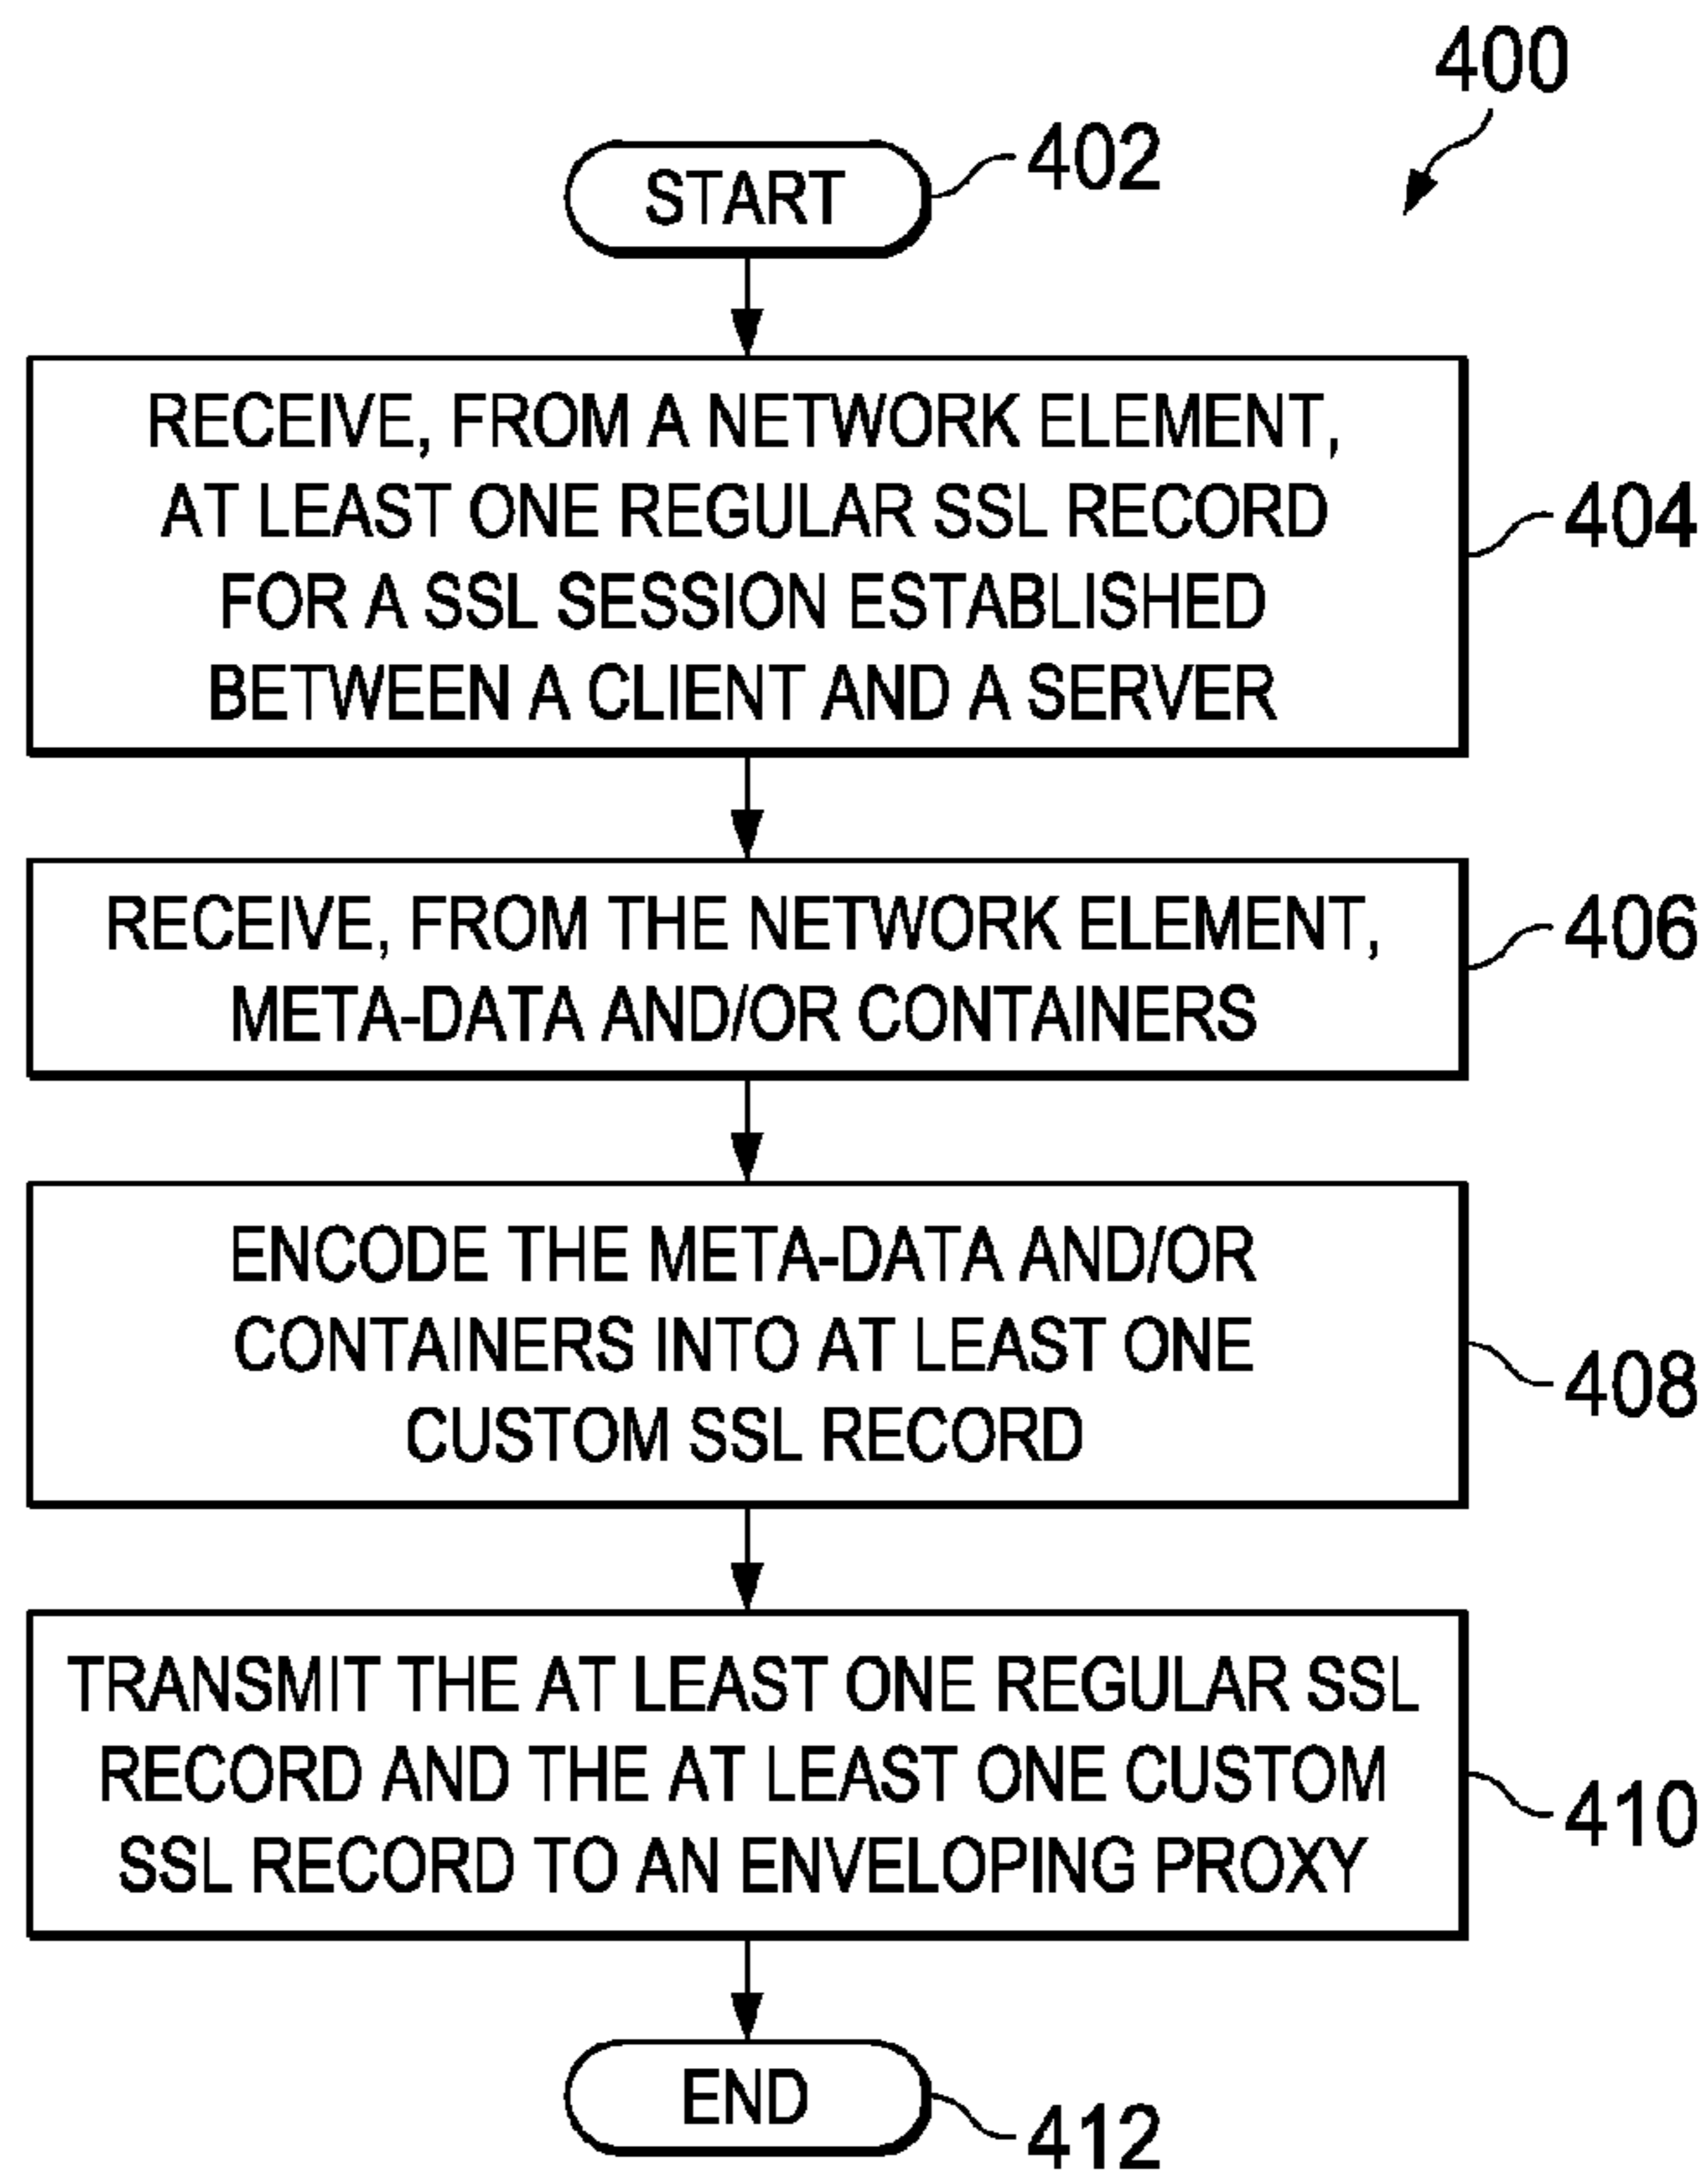 400
START
402
RECEIVE, FROM A NETWORK ELEMENT,
AT LEAST ONE REGULAR SSL RECORD
FOR A SSL SESSION ESTABLISHED
BETWEEN A CLIENT AND A SERVER
404
RECEIVE, FROM THE NETWORK ELEMENT,
META-DATA AND/OR CONTAINERS
406
ENCODE THE META-DATA AND/OR
CONTAINERS INTO AT LEAST ONE
CUSTOM SSL RECORD
408
TRANSMIT THE AT LEAST ONE REGULAR SSL
RECORD AND THE AT LEAST ONE CUSTOM
SSL RECORD TO AN ENVELOPING PROXY
410
END
412